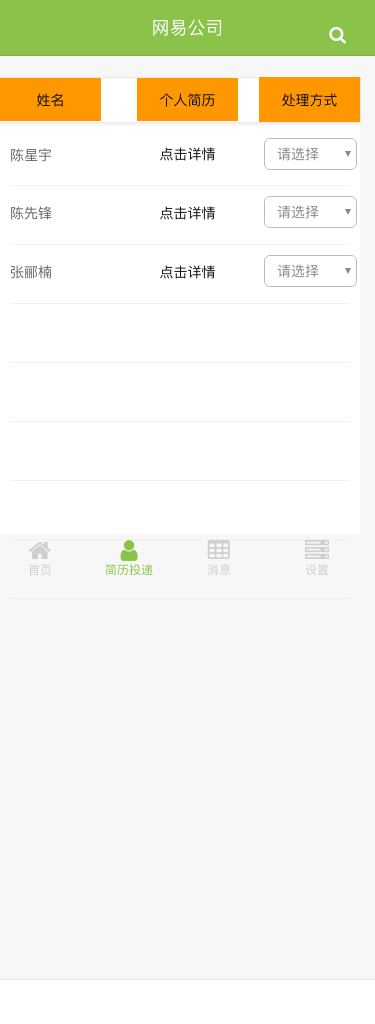 网易公司
姓名 个人简历 处理方式
陈星宇 点击详情 请选择
陈先锋 点击详情 请选择
张郦楠 点击详情 请选择
首页 简历投递 消息 设置